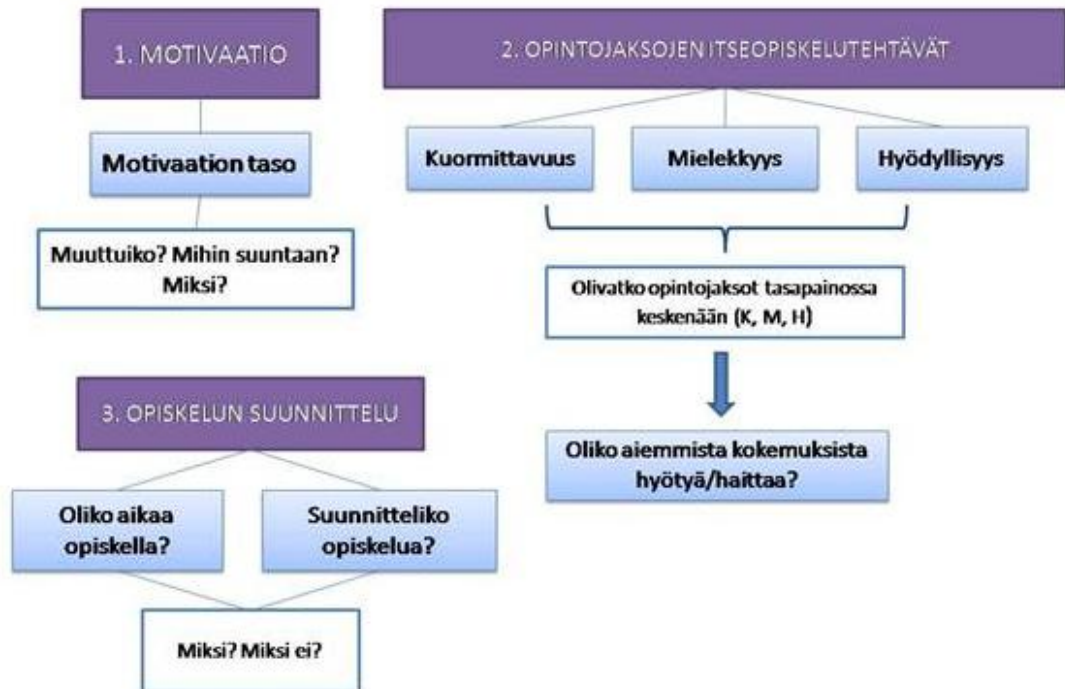 1. MOTIVAATIO
Motivaation taso
Muuttuiko? Mihin suuntaan?
Miksi?
2. OPINTOJAKSOJEN ITSEOPISKELUTEHTÄVÄT
Kuormittavuus
Mielekkyys
Hyödyllisyys
Olivatko opintojaksot tasapainossa
keskenään (K, M, H)
Oliko aiemmista kokemuksista
hyötyä/haittaa?
3. OPISKELUN SUUNNITTELU
Oliko aikaa
opiskella?
Suunnitteliko
opiskelua?
Miksi? Miksi ei?